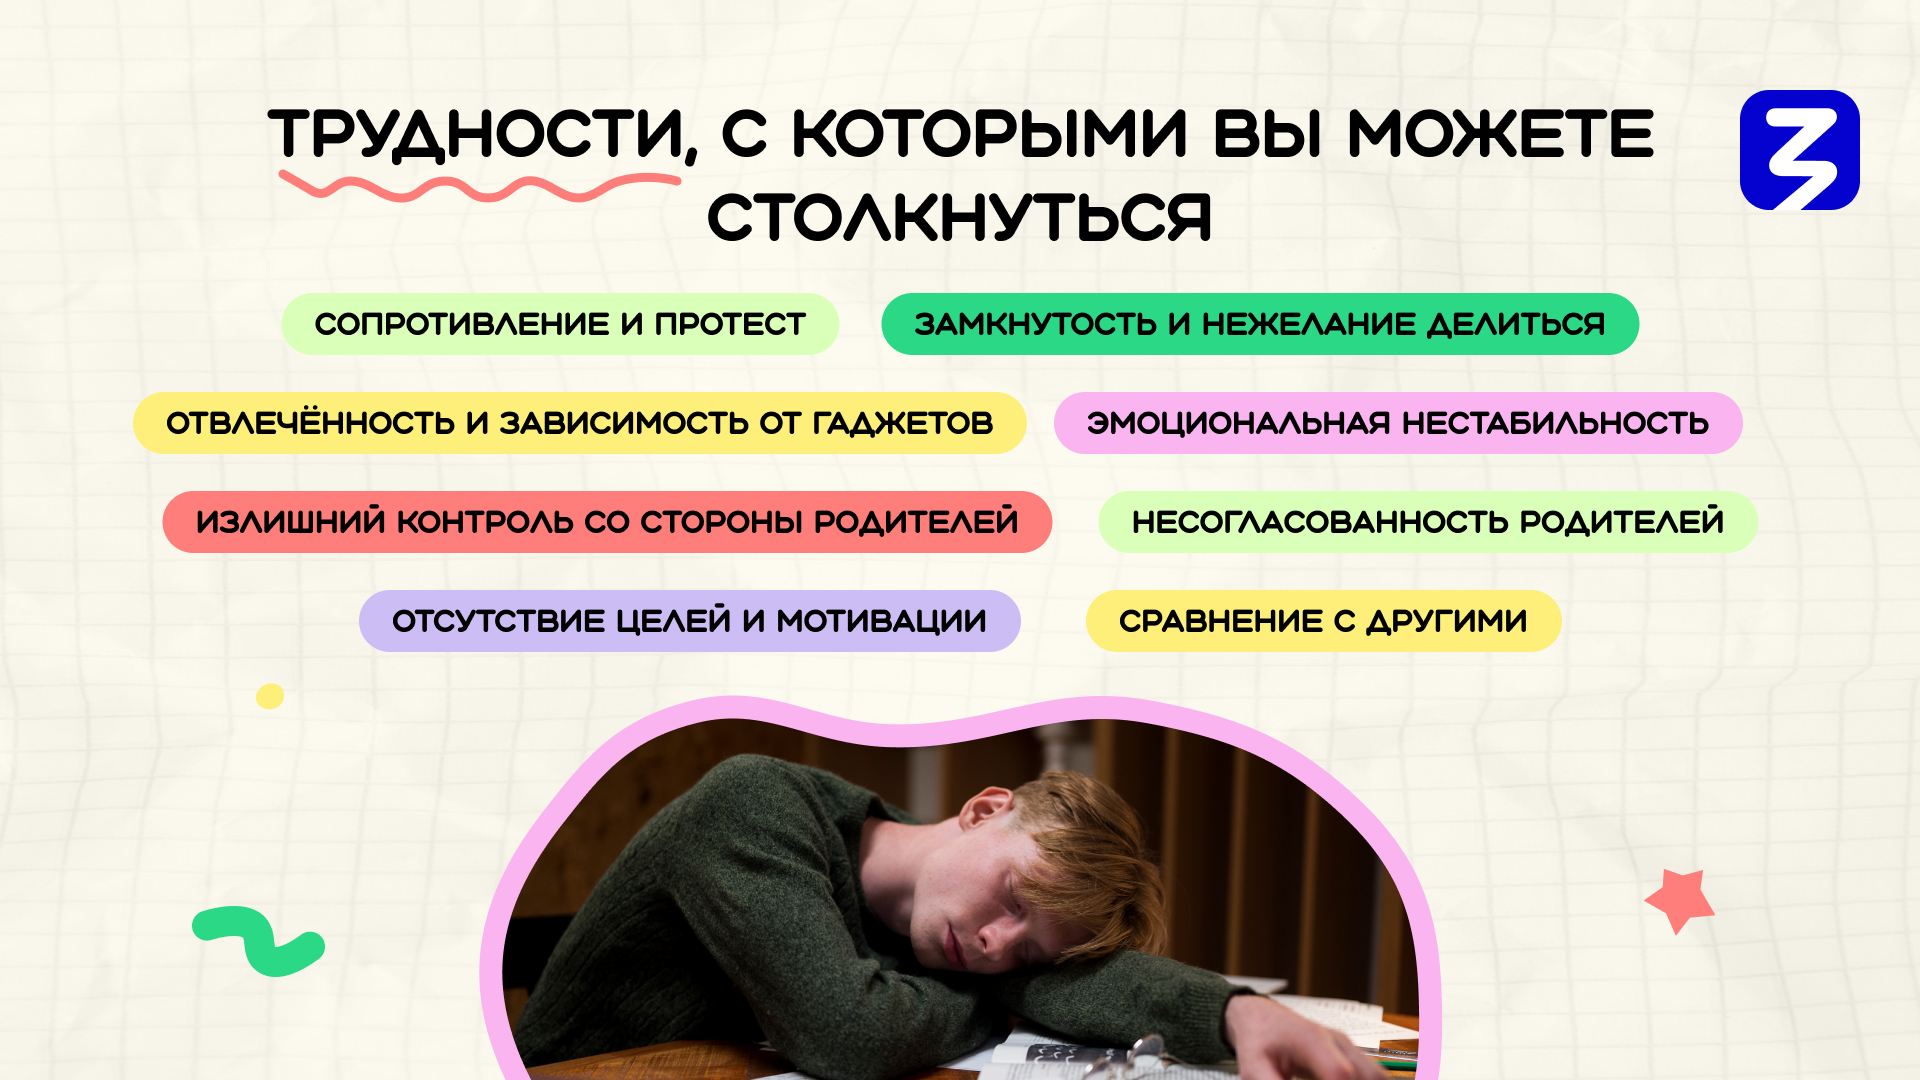 ТРУДНОСТИ, С КОТОРЫМИ ВЫ МОЖЕТЕ
СТОЛКНУТЬСЯ
СОПРОТИВЛЕНИЕ И ПРОТЕСТ
ЗАМКНУТОСТЬ И НЕЖЕЛАНИЕ ДЕЛИТЬСЯ
ОТВЛЕЧЁННОСТЬ И ЗАВИСИМОСТЬ ОТ ГАДЖЕТОВ
ЭМОЦИОНАЛЬНАЯ НЕСТАБИЛЬНОСТЬ
ИЗЛИШНИЙ КОНТРОЛЬ СО СТОРОНЫ РОДИТЕЛЕЙ
НЕСОГЛАСОВАННОСТЬ РОДИТЕЛЕЙ
ОТСУТСТВИЕ ЦЕЛЕЙ И МОТИВАЦИИ
СРАВНЕНИЕ С ДРУГИМИ